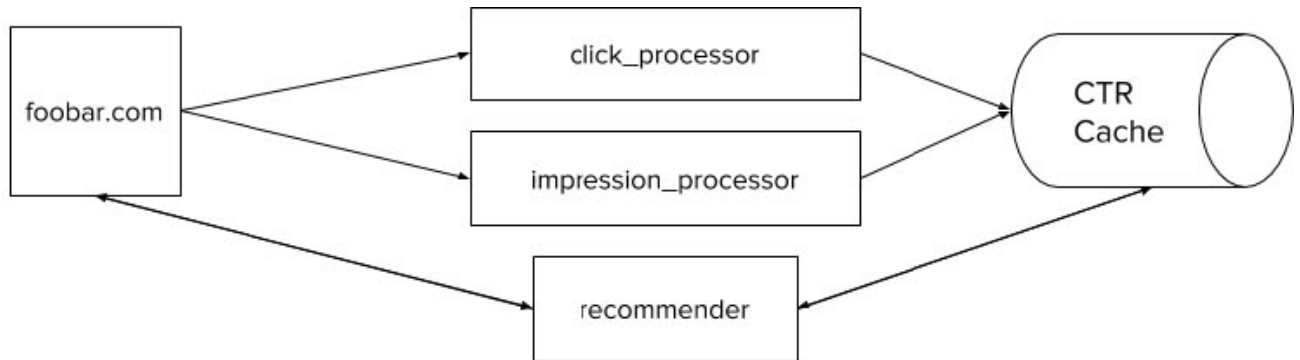 foobar.com
click_processor
impression_processor
recommender
CTR
Cache